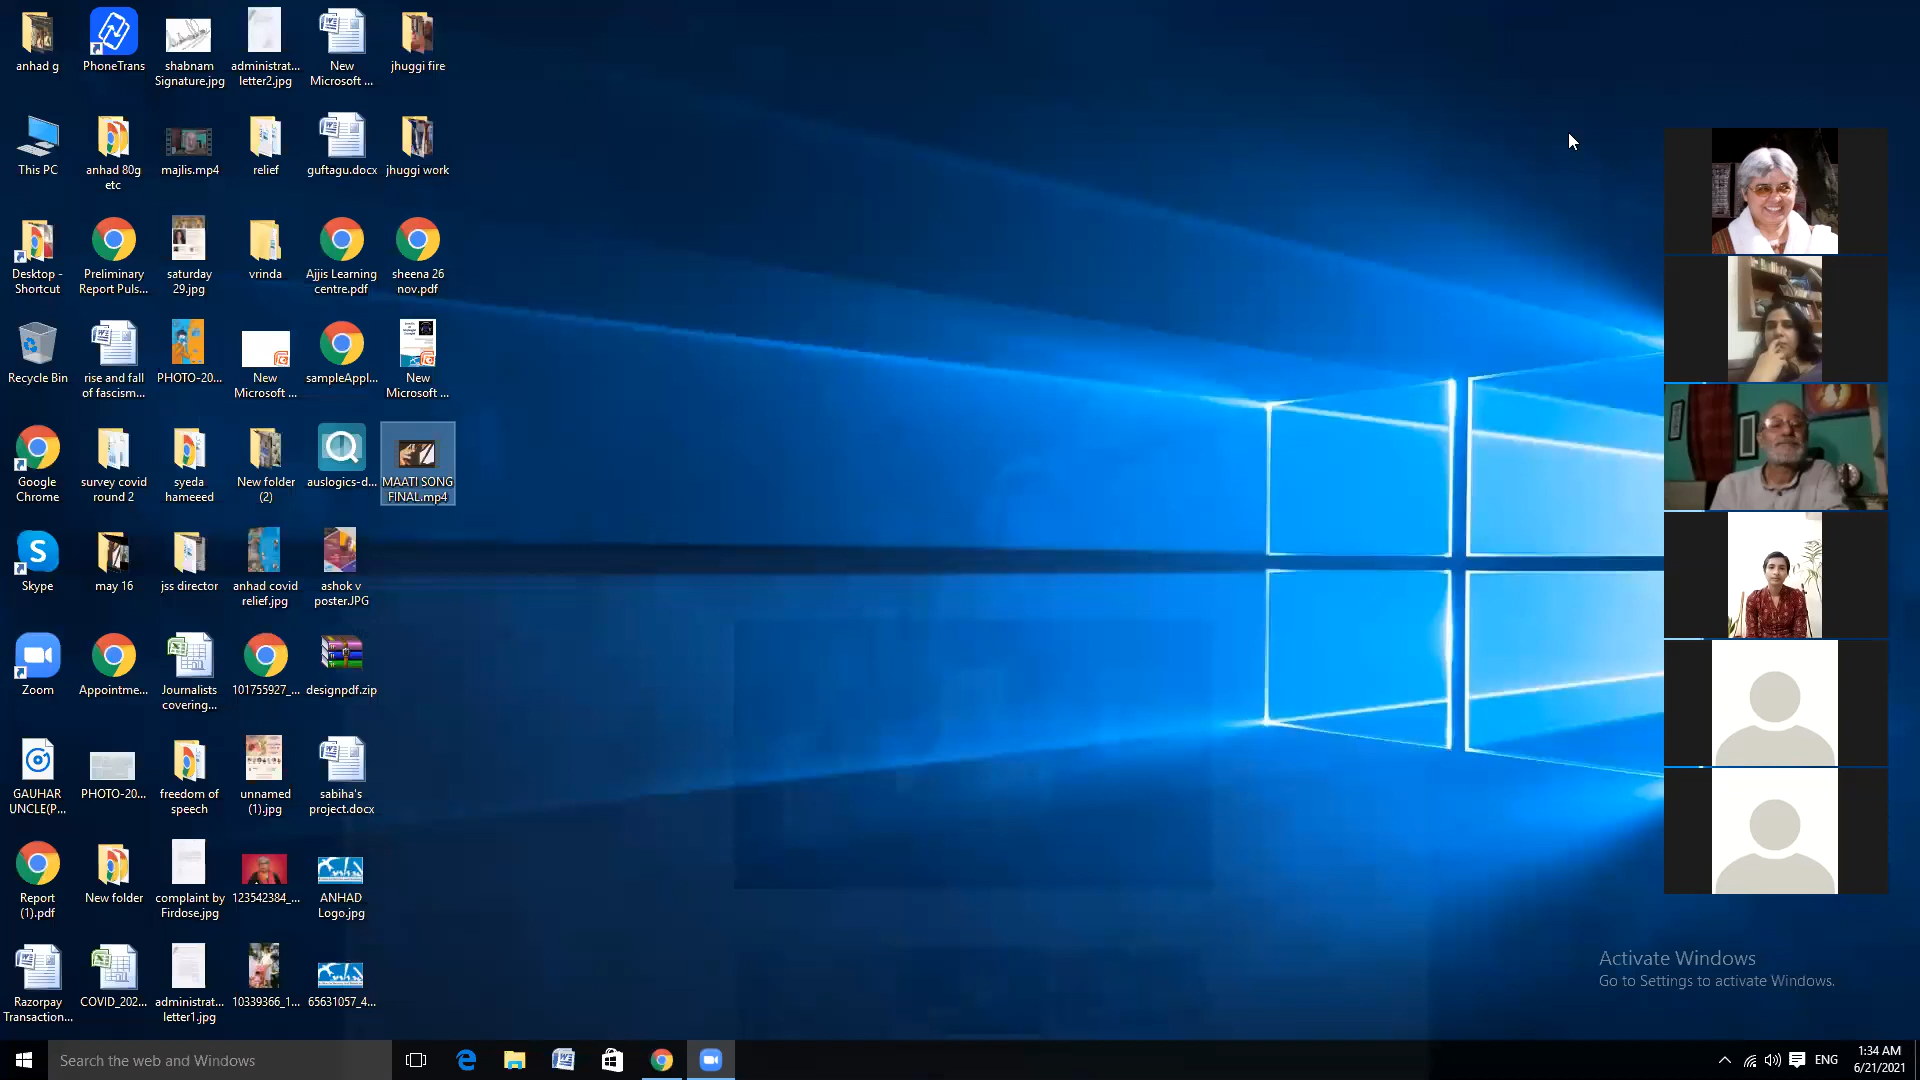 anhad g
PhoneTrans
shabnam
Signature.jpg
administrat...
letter2.jpg
New
Microsoft ...
jhuggi fire
This PC
anhad 80g
etc
majlis.mp4
relief
guftagu.docx
jhuggi work
Desktop -
Shortcut
Preliminary
Report Puls...
saturday
29.jpg
vrinda
Ajjis Learning
centre.pdf
sheena 26
nov.pdf
Recycle Bin
rise and fall
of fascism...
PHOTO-20...
New
Microsoft ...
sampleAppl...
New
Microsoft ...
Google
Chrome
survey covid
round 2
syeda
hameeed
New folder
(2)
auslogics-d...
MAATI SONG
FINAL.mp4
Skype
may 16
jss director
anhad covid
relief.jpg
ashok v
poster.JPG
Zoom
Appointme...
Journalists
covering...
101755927_...
designpdf.zip
GAUHAR
UNCLE(P...
PHOTO-20...
freedom of
speech
unnamed
(1).jpg
sabiha's
project.docx
Report
(1).pdf
New folder
complaint by
Firdose.jpg
123542384_...
ANHAD
Logo.jpg
Razorpay
Transaction...
COVID_202...
administrat...
letter1.jpg
10339366_1...
65631057_4...
Activate Windows
Go to Settings to activate Windows.
Search the web and Windows
ENG
1:34 AM
6/21/2021